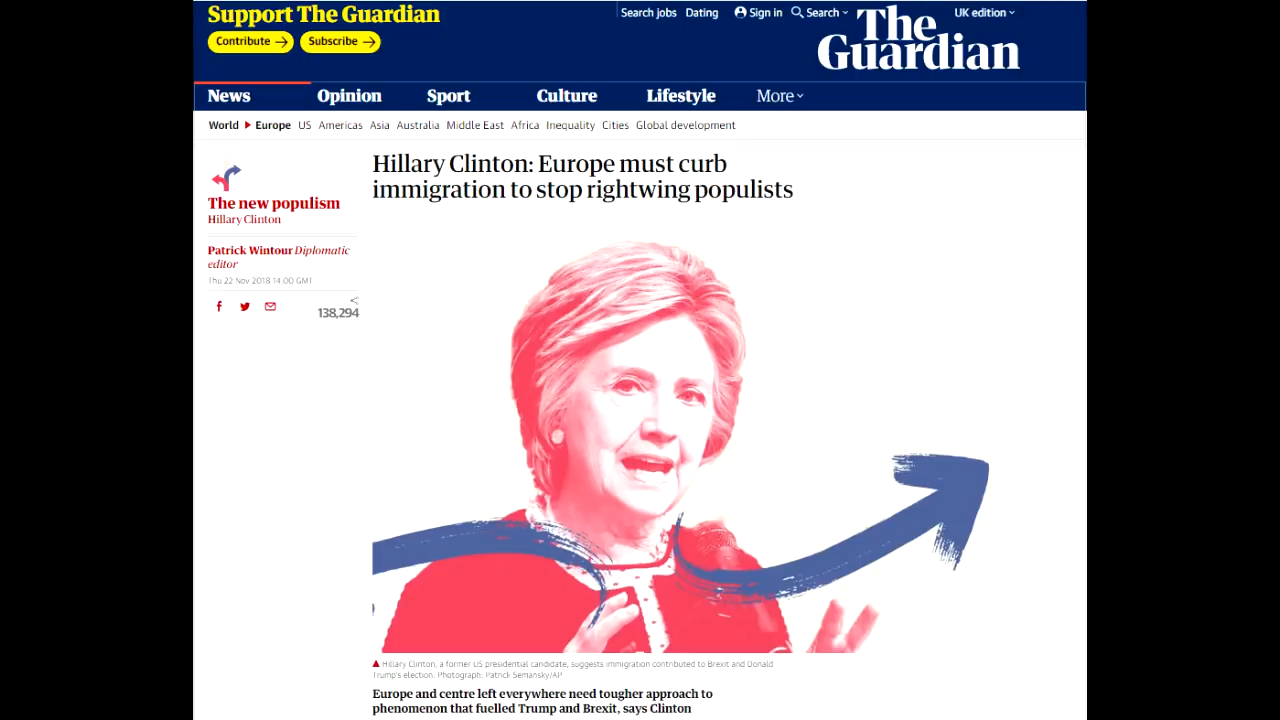 Support The Guardian
Search jobs Dating Sign in Search UK edition
Contribute Subscribe
The Guardian
News Opinion Sport Culture Lifestyle More
World Europe US Americas Asia Australia Middle East Africa Inequality Cities Global development
Hillary Clinton: Europe must curb
immigration to stop rightwing populists
The new populism
Hillary Clinton
Patrick Wintour Diplomatic
editor
Thu 22 Nov 2018 14.00 GMT
138,294
Hillary Clinton, a former US presidential candidate, suggests immigration contributed to Brexit and Donald
Trump's election. Photograph: Patrick Semansky/AP
Europe and centre left everywhere need tougher approach to
phenomenon that fuelled Trump and Brexit, says Clinton